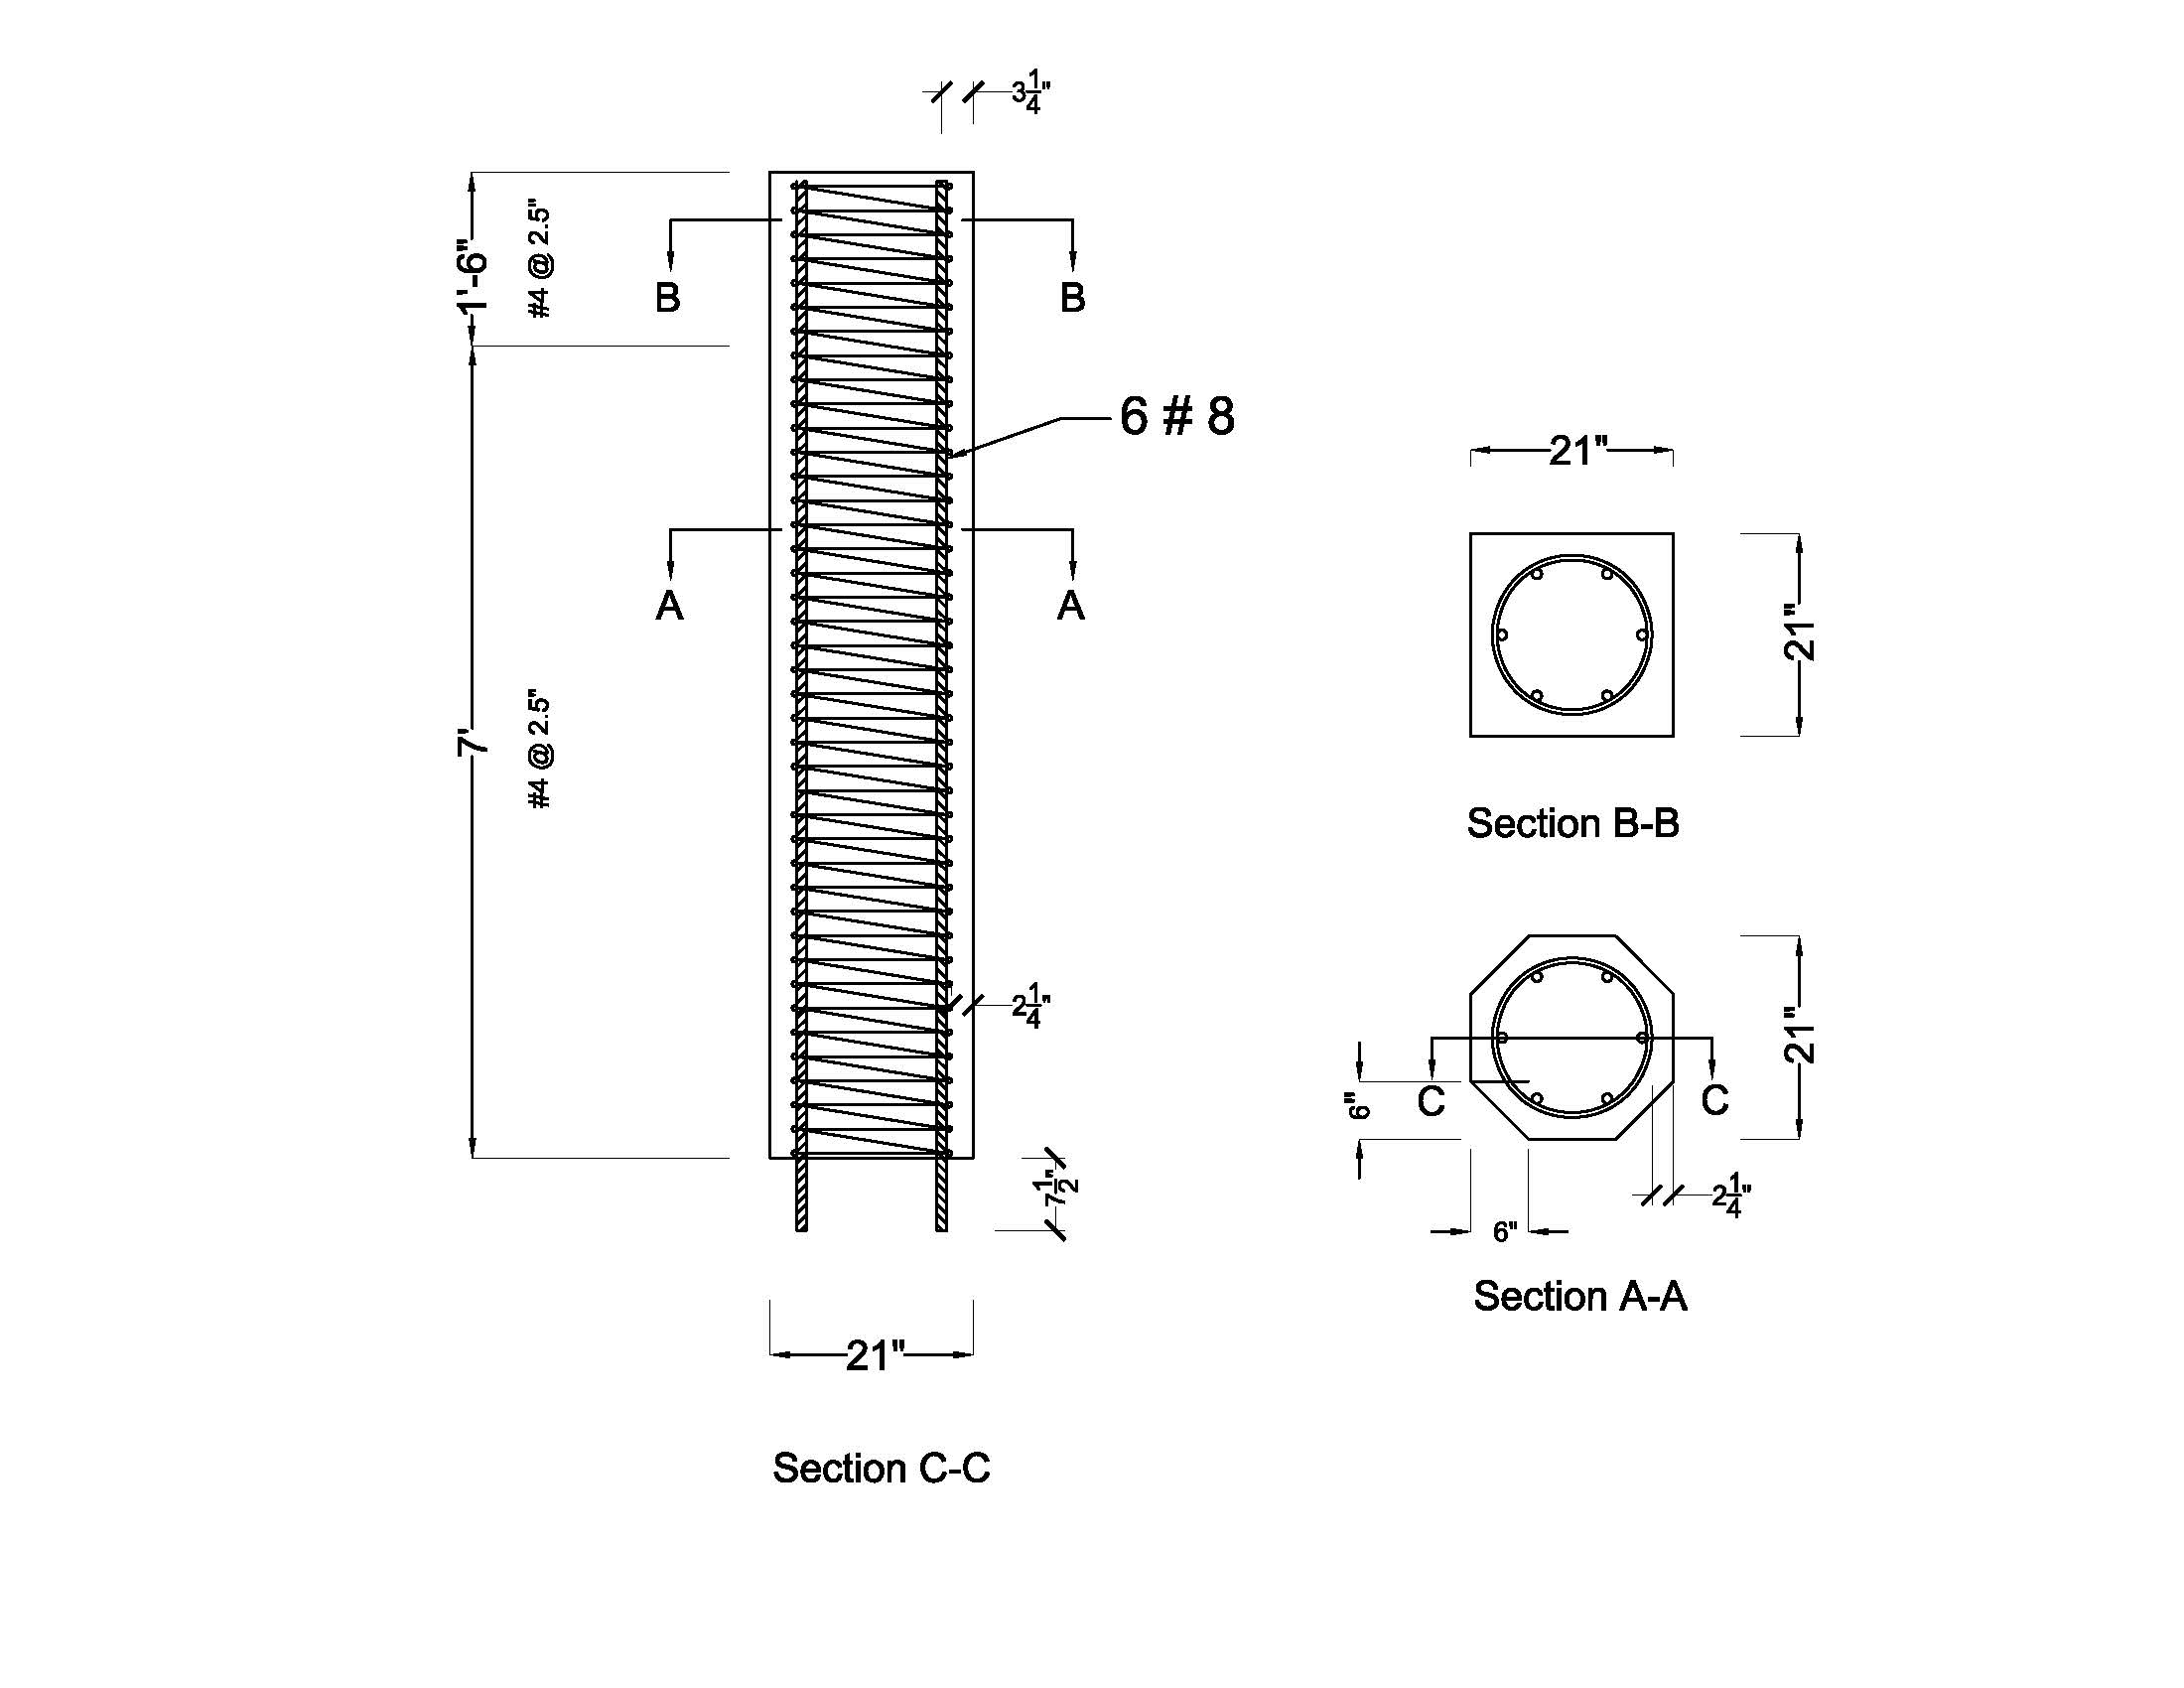 3 1/4"
1'-6"
#4 @ 2.5"
B
B
6 # 8
21"
A
A
21"
7'
#4 @ 2.5"
Section B-B
2 1/4"
21"
C
C
6"
7 1/2"
2 1/4"
6"
Section A-A
21"
Section C-C